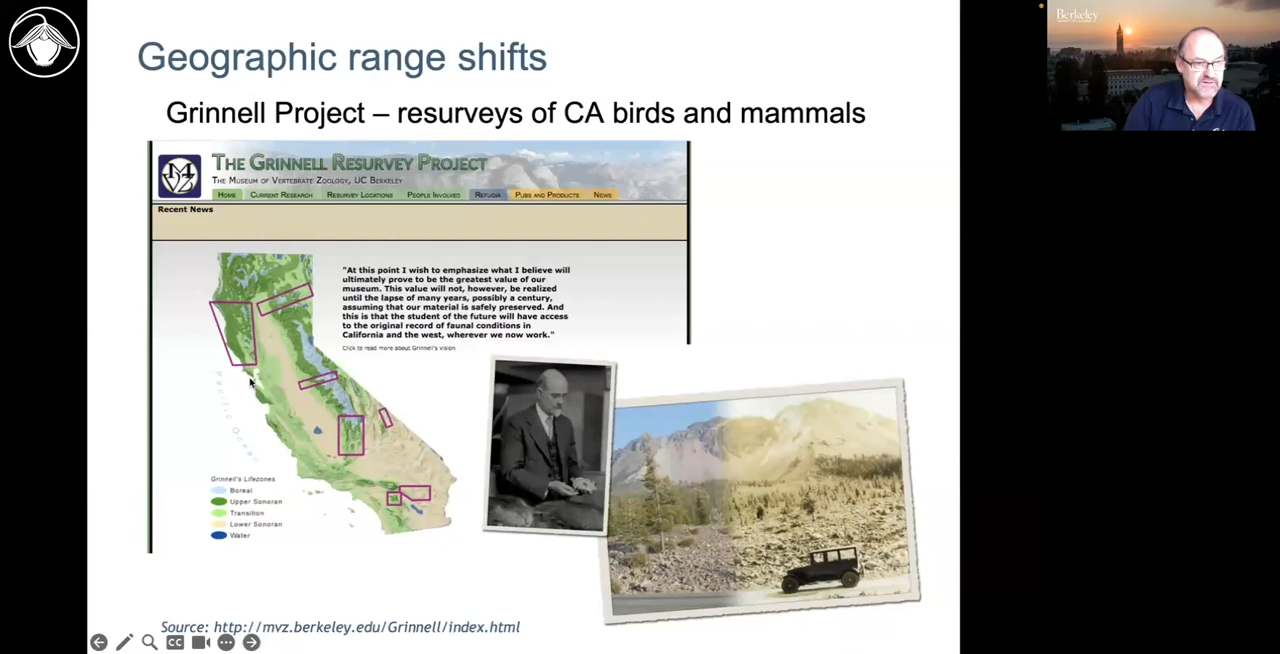 Geographic range shifts
Berkeley
Grinnell Project – resurveys of CA birds and mammals
MVZ
THE GRINNELL RESURVEY PROJECT
THE MUSEUM OF VERTEBRATE ZOOLOGY, UC BERKELEY
HOME CURRENT RESEARCH RESURVEY LOCATIONS PEOPLE INVOLVED REFUGIA PUBS AND PRODUCTS NEWS
Recent News
"At this point I wish to emphasize what I believe will
ultimately prove to be the greatest value of our
museum. This value will not, however, be realized
until the lapse of many years, possibly a century,
assuming that our material is safely preserved. And
this is that the student of the future will have access
to the original record of faunal conditions in
California and the west, wherever we now work."
Click to read more about Grinnell's vision
Pacific Ocean
Grinnell's Lifezones
Boreal
Upper Sonoran
Transition
Lower Sonoran
Water
Source: http://mvz.berkeley.edu/Grinnell/index.html
CC